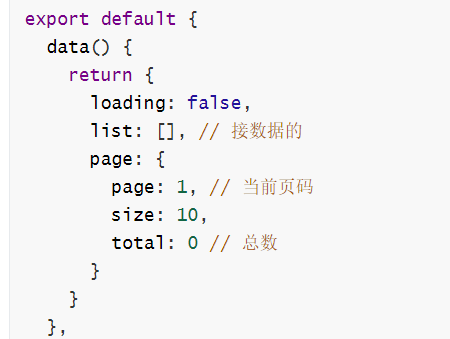 export default {
  data() {
    return {
      loading: false,
      list: [], // 接数据的
      page: {
        page: 1, // 当前页码
        size: 10,
        total: 0 // 总数
      }
    }
  },